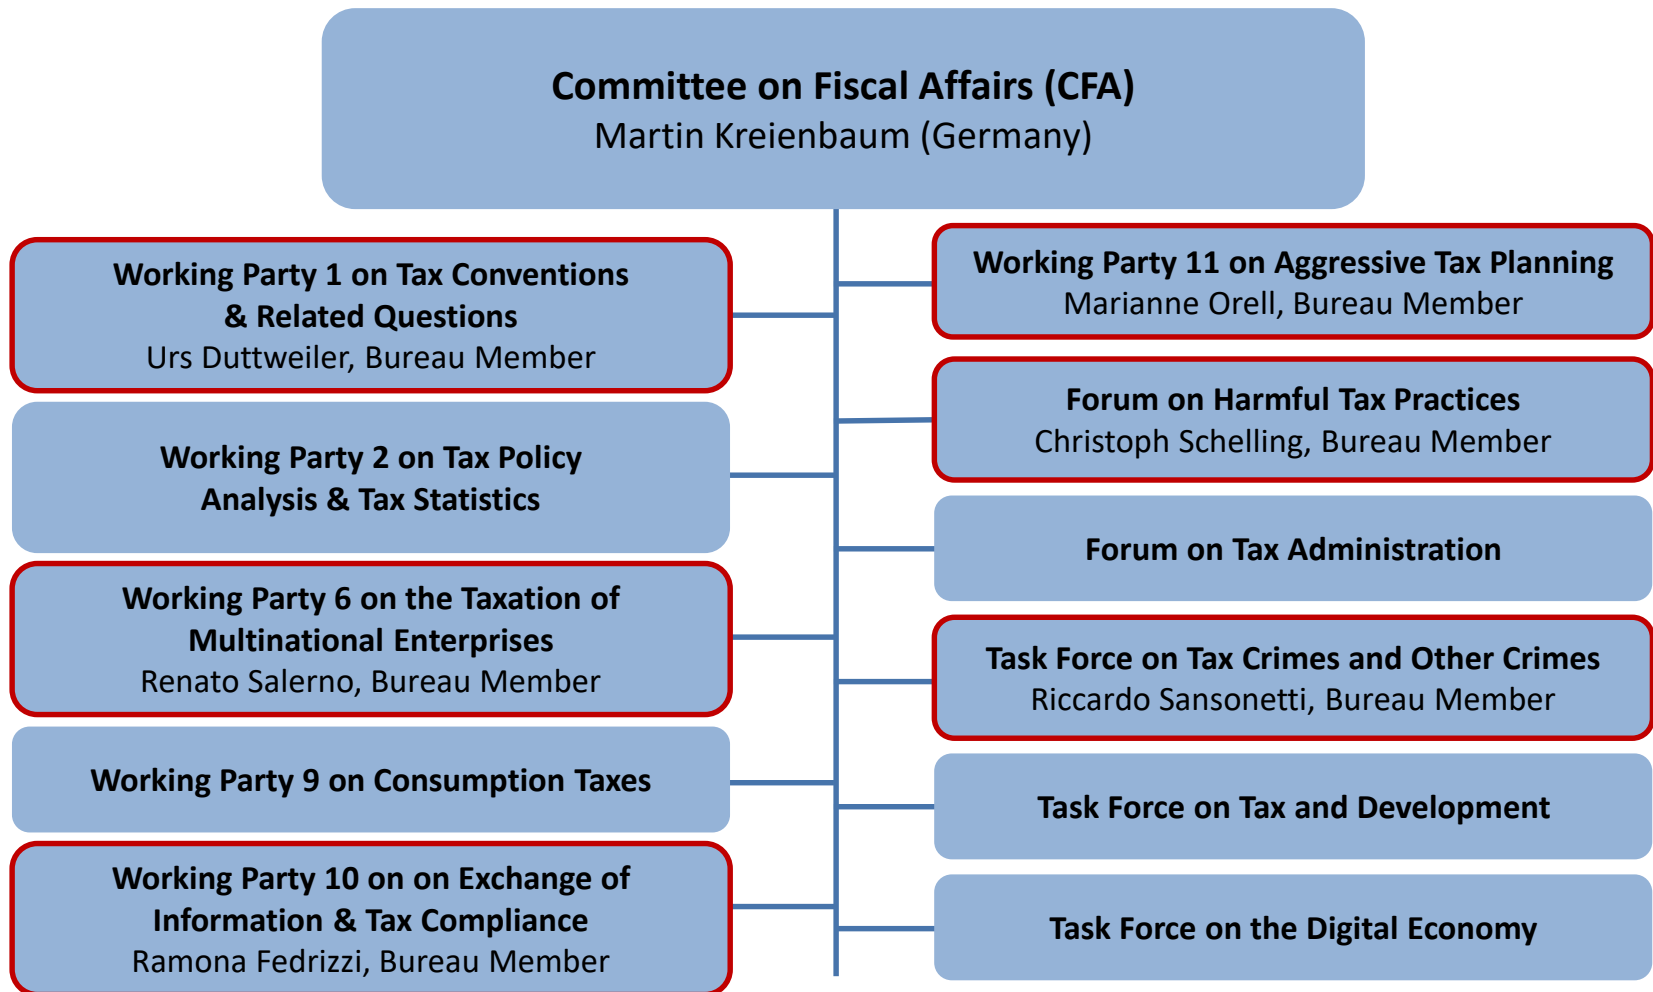 Committee on Fiscal Affairs (CFA)
Martin Kreienbaum (Germany)
Working Party 1 on Tax Conventions
& Related Questions
Urs Duttweiler, Bureau Member
Working Party 2 on Tax Policy
Analysis & Tax Statistics
Working Party 6 on the Taxation of
Multinational Enterprises
Renato Salerno, Bureau Member
Working Party 9 on Consumption Taxes
Working Party 10 on on Exchange of
Information & Tax Compliance
Ramona Fedrizzi, Bureau Member
Working Party 11 on Aggressive Tax Planning
Marianne Orell, Bureau Member
Forum on Harmful Tax Practices
Christoph Schelling, Bureau Member
Forum on Tax Administration
Task Force on Tax Crimes and Other Crimes
Riccardo Sansonetti, Bureau Member
Task Force on Tax and Development
Task Force on the Digital Economy